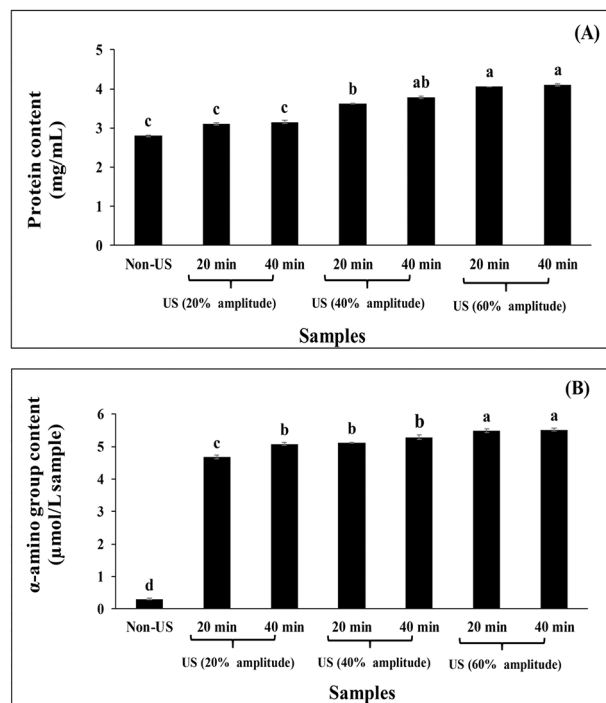 (A)
Protein content
(mg/mL)
5
4
3
2
1
0
c
c
c
b
ab
a
a
Non-US
20 min
40 min
20 min
40 min
20 min
40 min
US (20% amplitude)
US (40% amplitude)
US (60% amplitude)
Samples
(B)
α-amino group content
(μmol/L sample)
6
5
4
3
2
1
0
d
c
b
b
b
a
a
Non-US
20 min
40 min
20 min
40 min
20 min
40 min
US (20% amplitude)
US (40% amplitude)
US (60% amplitude)
Samples